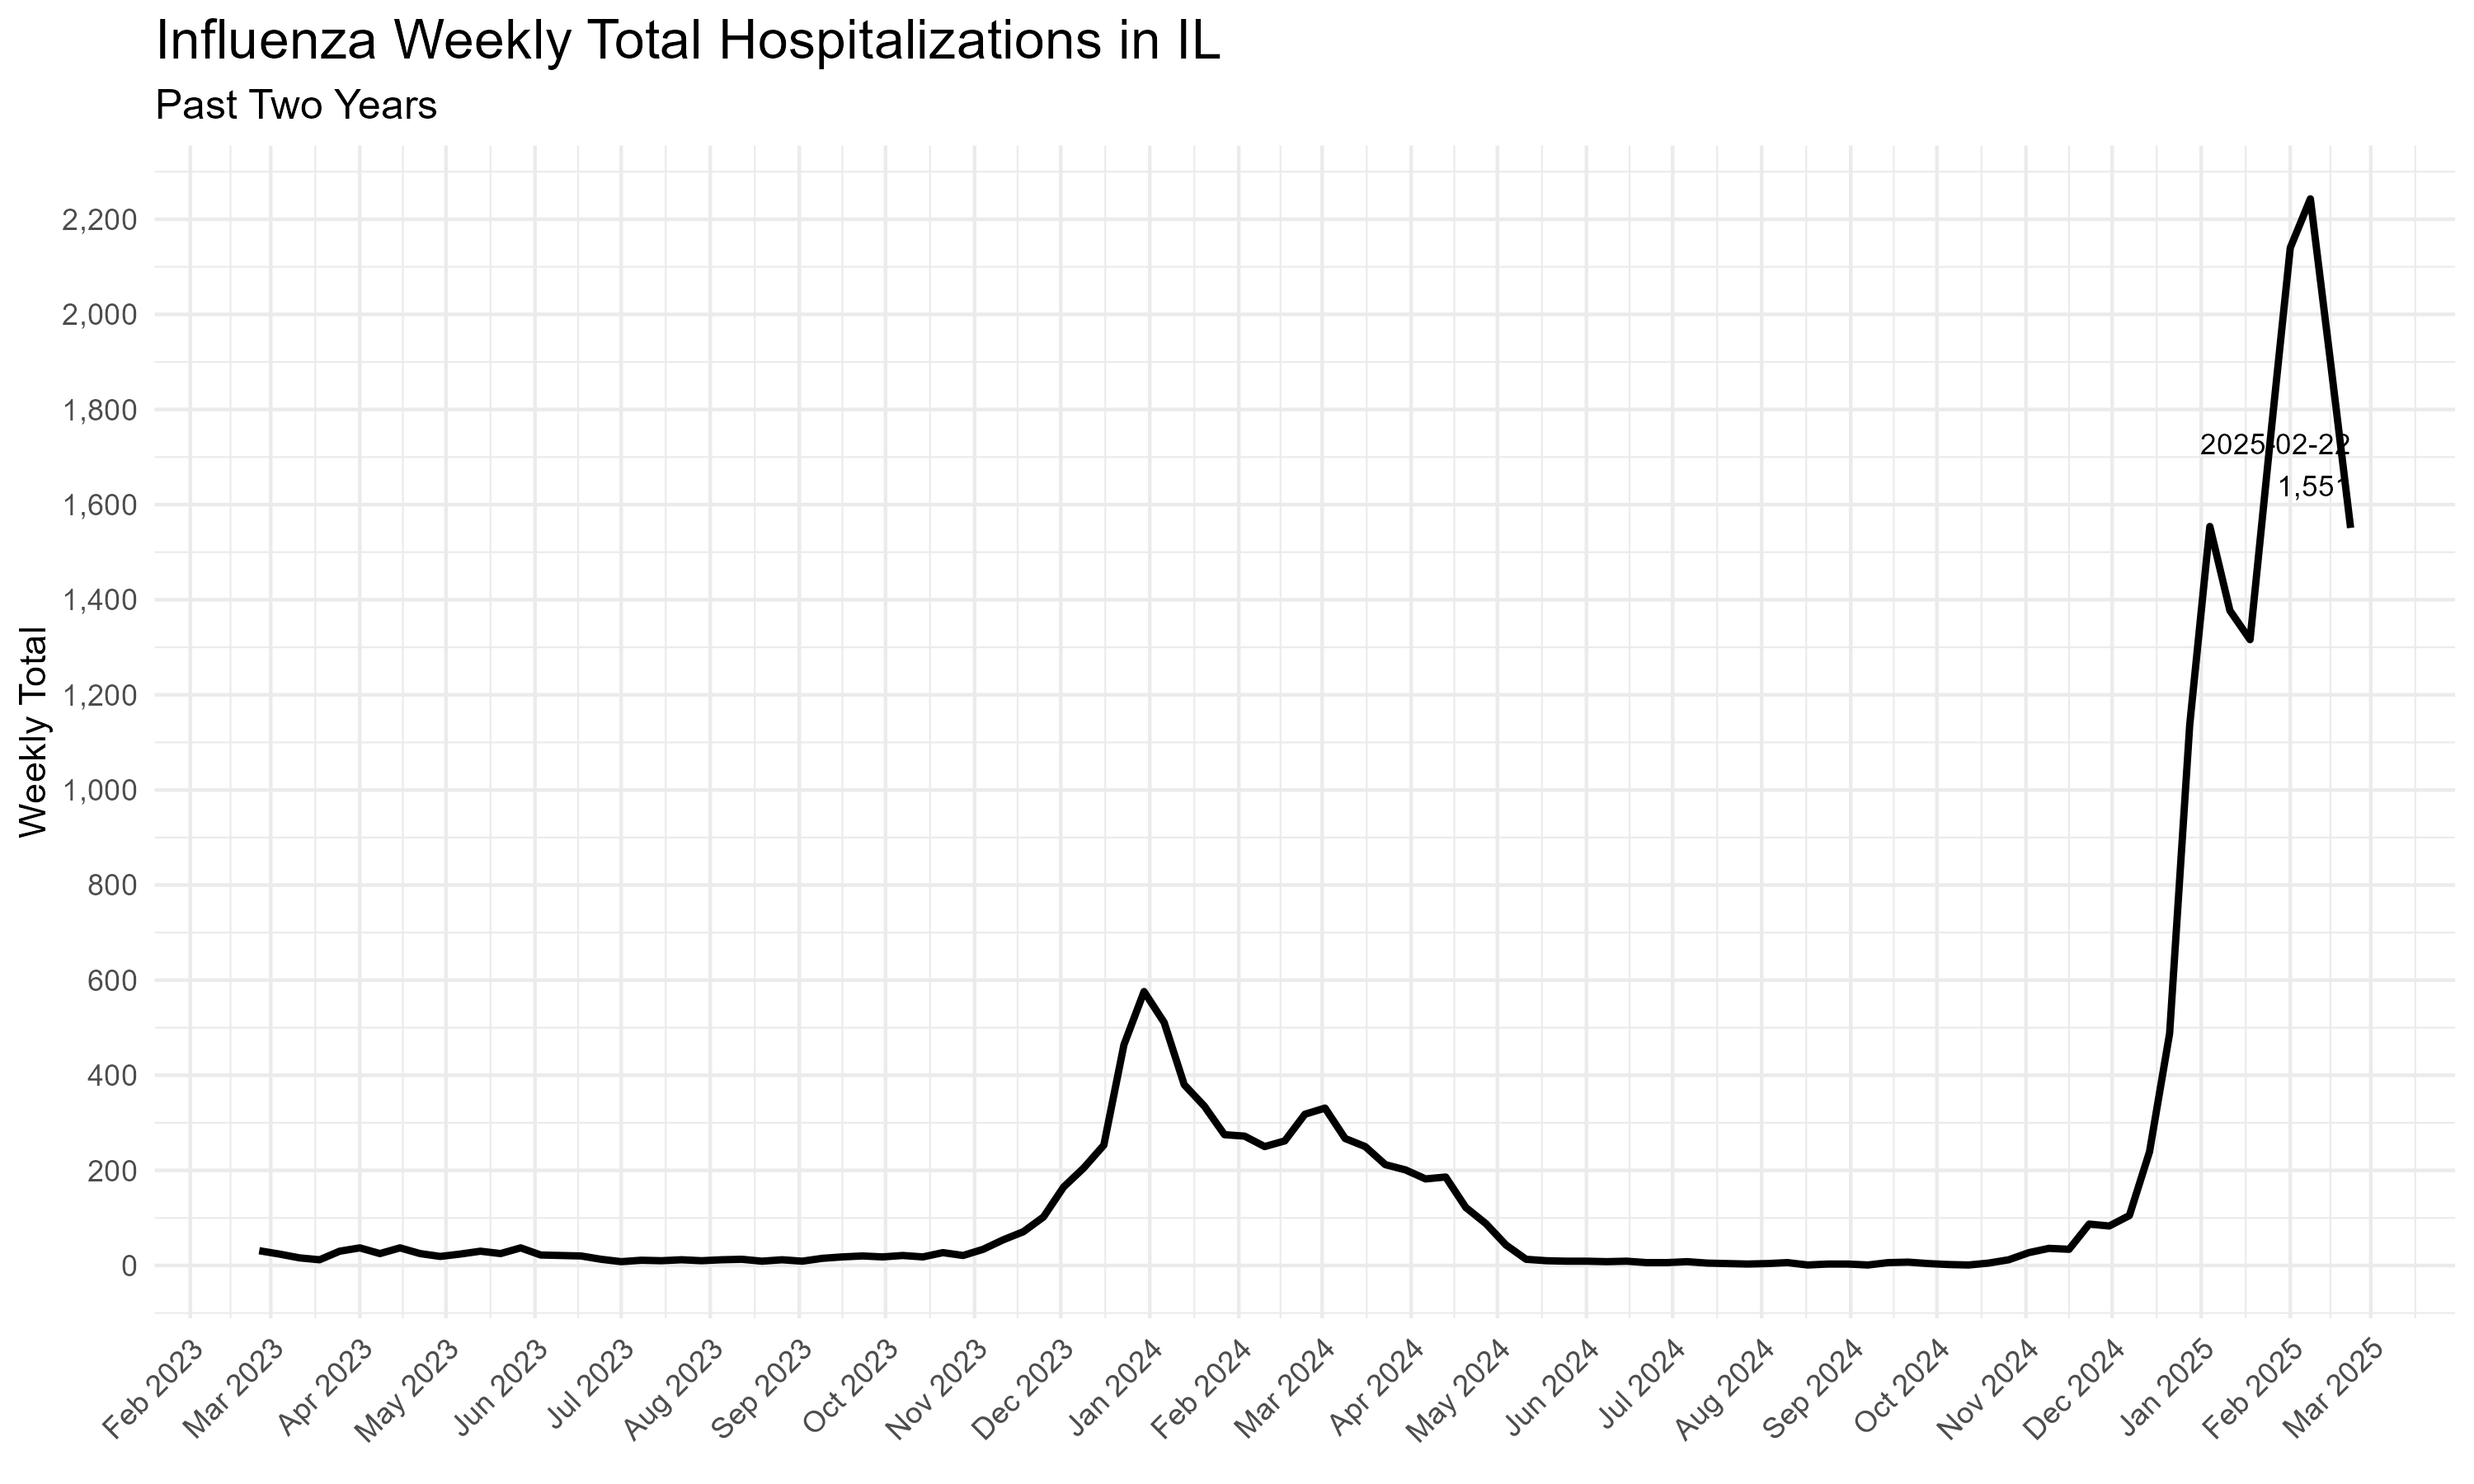 Influenza Weekly Total Hospitalizations in IL
Past Two Years
Weekly Total
2,200
2,000
1,800
1,600
1,400
1,200
1,000
800
600
400
200
0
2025-02-22
1,551
Feb 2023
Mar 2023
Apr 2023
May 2023
Jun 2023
Jul 2023
Aug 2023
Sep 2023
Oct 2023
Nov 2023
Dec 2023
Jan 2024
Feb 2024
Mar 2024
Apr 2024
May 2024
Jun 2024
Jul 2024
Aug 2024
Sep 2024
Oct 2024
Nov 2024
Dec 2024
Jan 2025
Feb 2025
Mar 2025